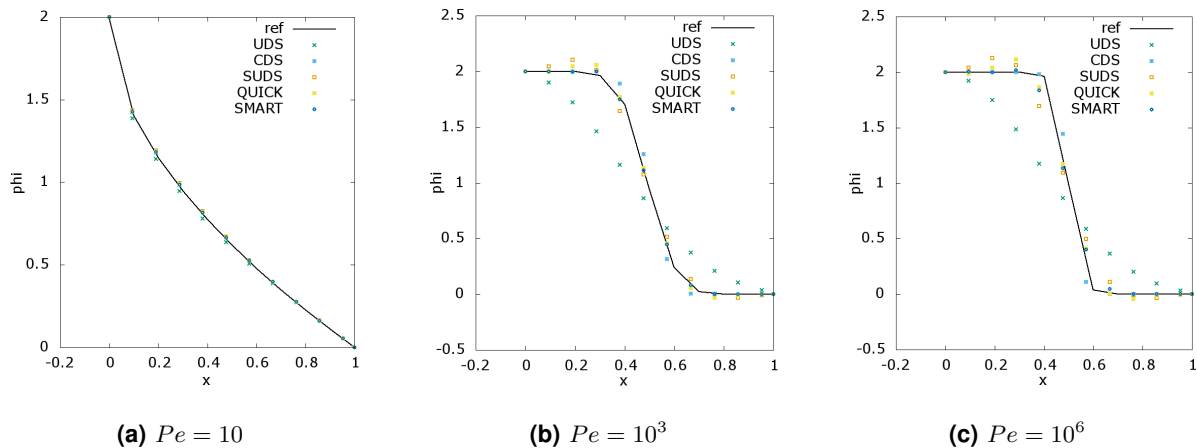 2
1.5
1
0.5
0
phi
ref
UDS
CDS
SUDS
QUICK
SMART
-0.2 0 0.2 0.4 0.6 0.8 1
x
(a) Pe = 10
2.5
2
1.5
1
0.5
0
-0.5
phi
ref
UDS
CDS
SUDS
QUICK
SMART
-0.2 0 0.2 0.4 0.6 0.8 1
x
(b) Pe = 10³
2.5
2
1.5
1
0.5
0
-0.5
phi
ref
UDS
CDS
SUDS
QUICK
SMART
-0.2 0 0.2 0.4 0.6 0.8 1
x
(c) Pe = 10⁶